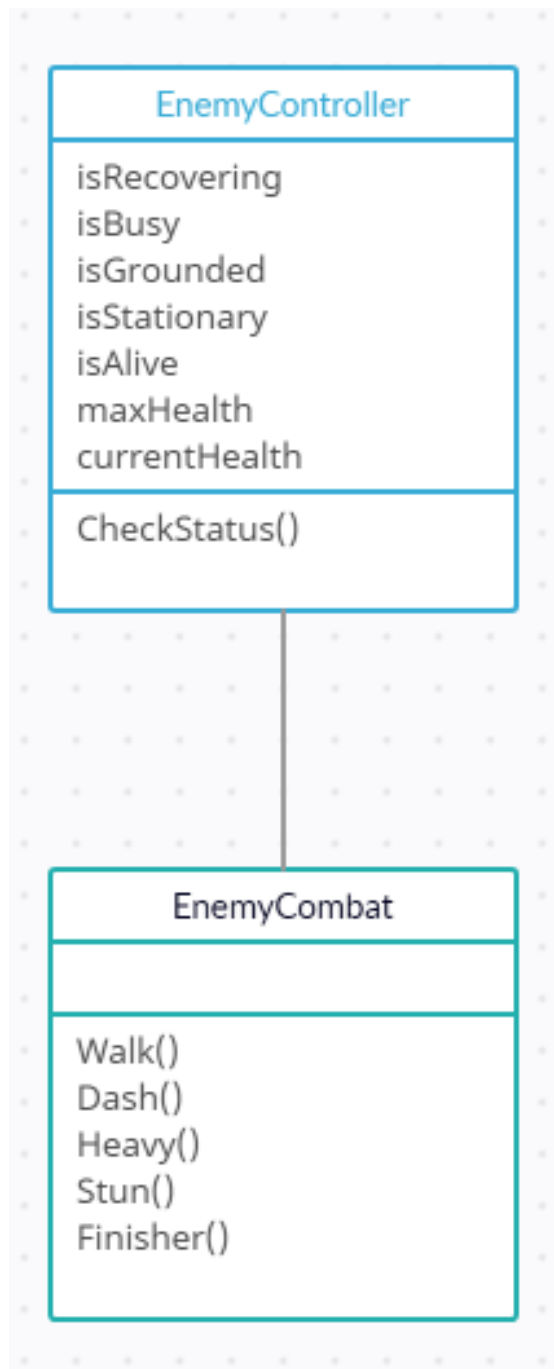 EnemyController
isRecovering
isBusy
isGrounded
isStationary
isAlive
maxHealth
currentHealth
CheckStatus()
EnemyCombat
Walk()
Dash()
Heavy()
Stun()
Finisher()